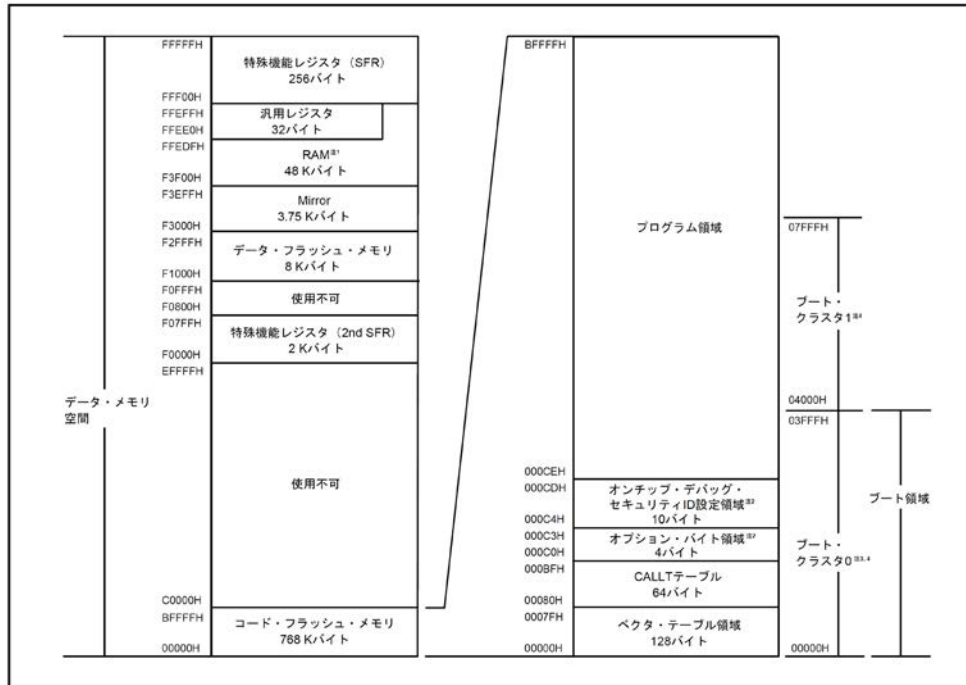 FFFFFH
特殊機能レジスタ（SFR）
256バイト
FFF00H
FFEFFH
汎用レジスタ
32バイト
FFEE0H
FFEDFH
RAM注1
48 Kバイト
F3F00H
F3EFFH
Mirror
3.75 Kバイト
F3000H
F2FFFH
データ・フラッシュ・メモリ
8 Kバイト
F1000H
F0FFFH
使用不可
F0800H
F07FFH
特殊機能レジスタ（2nd SFR）
2 Kバイト
F0000H
EFFFFH
データ・メモリ
空間
使用不可
C0000H
BFFFFH
コード・フラッシュ・メモリ
768 Kバイト
00000H
BFFFFH
プログラム領域
000CEH
000CDH
オンチップ・デバッグ・
セキュリティID設定領域注2
10バイト
000C4H
000C3H
オプション・バイト領域注2
4バイト
000C0H
000BFH
CALLTテーブル
64バイト
00080H
0007FH
ベクタ・テーブル領域
128バイト
00000H
07FFFH
ブート・
クラスタ1注4
04000H
03FFFH
ブート・
クラスタ0注3, 4
00000H
ブート領域